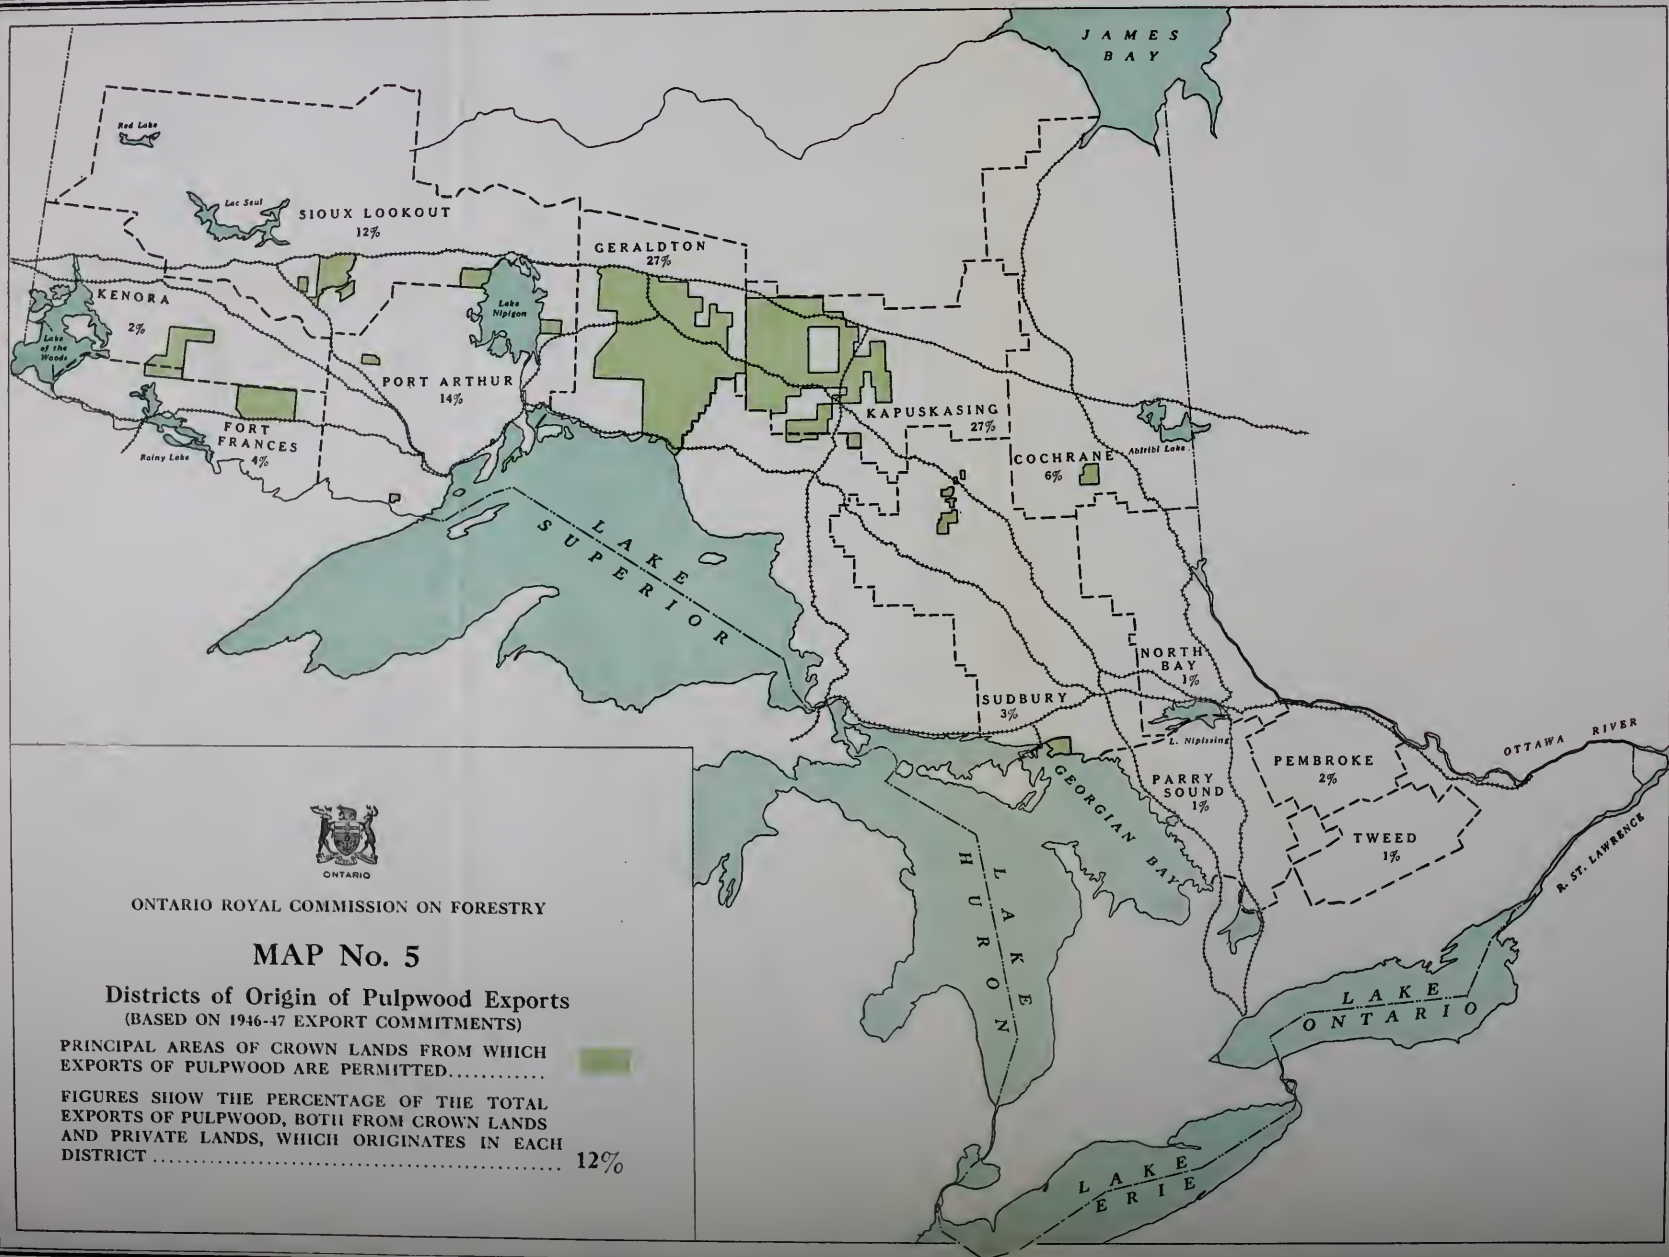 JAMES
BAY
Red Lake
Lac Seul
SIOUX LOOKOUT
12%
GERALDTON
27%
KENORA
2%
Lake
Nipigon
Lake
of the
Woods
PORT ARTHUR
14%
KAPUSKASING
27%
FORT
FRANCES
4%
Rainy Lake
COCHRANE
6%
Abitibi Lake
LAKE
SUPERIOR
NORTH
BAY
1%
SUDBURY
3%
L. Nipissing
OTTAWA RIVER
PEMBROKE
2%
GEORGIAN BAY
PARRY
SOUND
1%
TWEED
1%
R. ST. LAWRENCE
LAKE
HURON
LAKE
ONTARIO
LAKE
ERIE
ONTARIO
ONTARIO ROYAL COMMISSION ON FORESTRY
MAP No. 5
Districts of Origin of Pulpwood Exports
(BASED ON 1946-47 EXPORT COMMITMENTS)
PRINCIPAL AREAS OF CROWN LANDS FROM WHICH
EXPORTS OF PULPWOOD ARE PERMITTED............
FIGURES SHOW THE PERCENTAGE OF THE TOTAL
EXPORTS OF PULPWOOD, BOTH FROM CROWN LANDS
AND PRIVATE LANDS, WHICH ORIGINATES IN EACH
DISTRICT .................................................. 12%